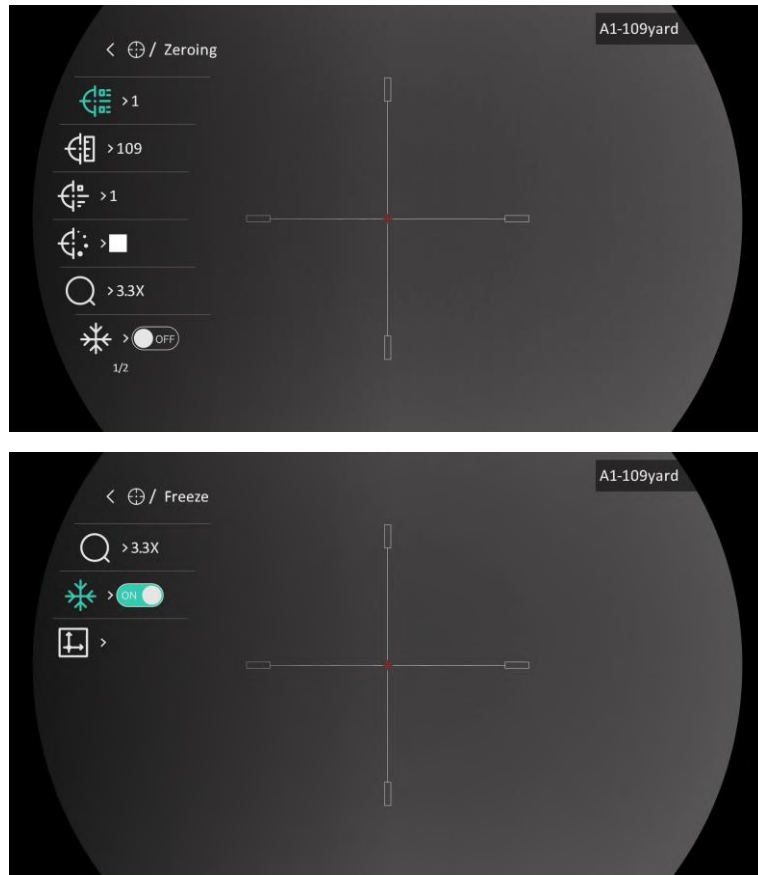 A1-109yard
/ Zeroing
>1
>109
>1
>
>3.3X
> OFF
1/2
A1-109yard
/ Freeze
>3.3X
> ON
>